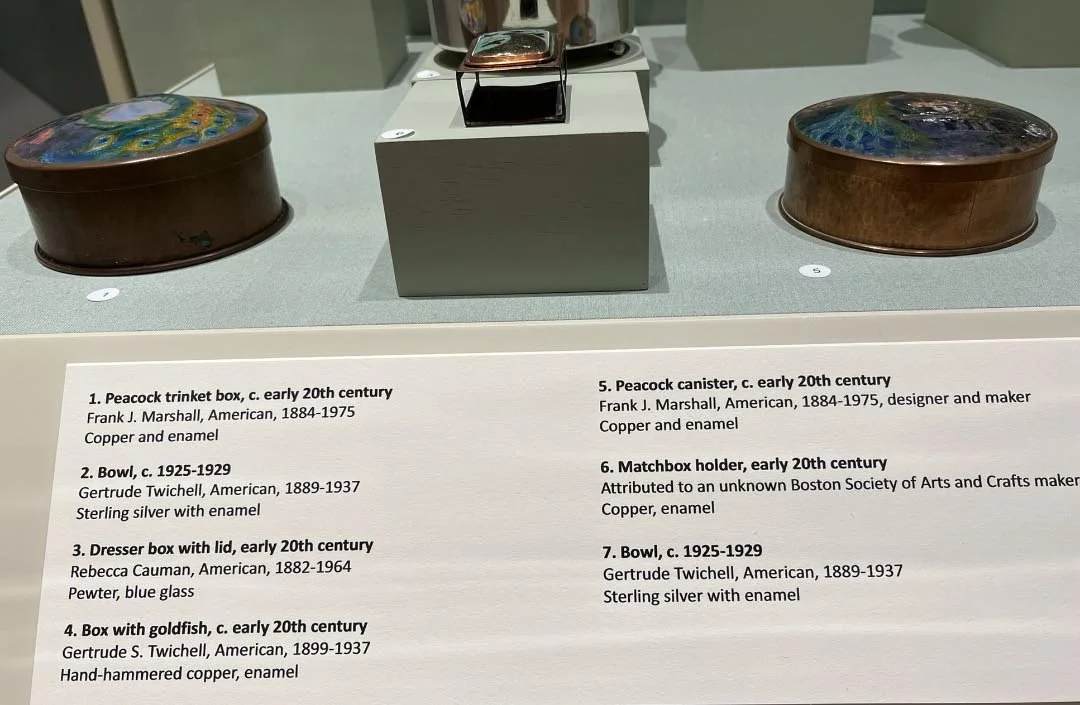 6
5
1
1. Peacock trinket box, c. early 20th century
Frank J. Marshall, American, 1884-1975
Copper and enamel
2. Bowl, c. 1925-1929
Gertrude Twichell, American, 1889-1937
Sterling silver with enamel
3. Dresser box with lid, early 20th century
Rebecca Cauman, American, 1882-1964
Pewter, blue glass
4. Box with goldfish, c. early 20th century
Gertrude S. Twichell, American, 1899-1937
Hand-hammered copper, enamel
5. Peacock canister, c. early 20th century
Frank J. Marshall, American, 1884-1975, designer and maker
Copper and enamel
6. Matchbox holder, early 20th century
Attributed to an unknown Boston Society of Arts and Crafts maker
Copper, enamel
7. Bowl, c. 1925-1929
Gertrude Twichell, American, 1889-1937
Sterling silver with enamel